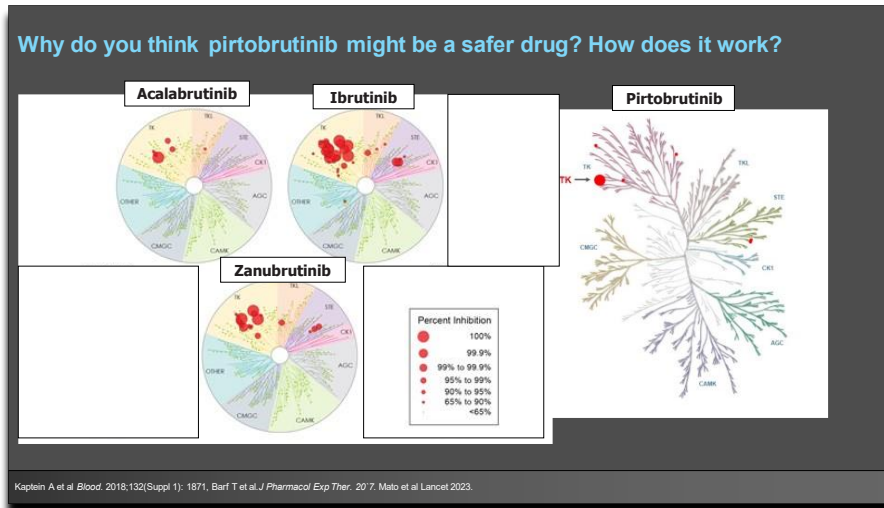 Why do you think pirtobrutinib might be a safer drug? How does it work?
Acalabrutinib
Ibrutinib
Pirtobrutinib
TK
TKL
STE
CK1
AGC
CAMK
CMGC
OTHER
TK
TKL
STE
CK1
AGC
CAMK
CMGC
OTHER
TK
TK
TKL
STE
CK1
AGC
CAMK
CMGC
Zanubrutinib
TK
TKL
STE
CK1
AGC
CAMK
CMGC
OTHER
Percent Inhibition
100%
99.9%
99% to 99.9%
95% to 99%
90% to 95%
65% to 90%
<65%
Kaptein A et al Blood. 2018;132(Suppl 1): 1871, Barf T et al.J Pharmacol Exp Ther. 20'7. Mato et al Lancet 2023.